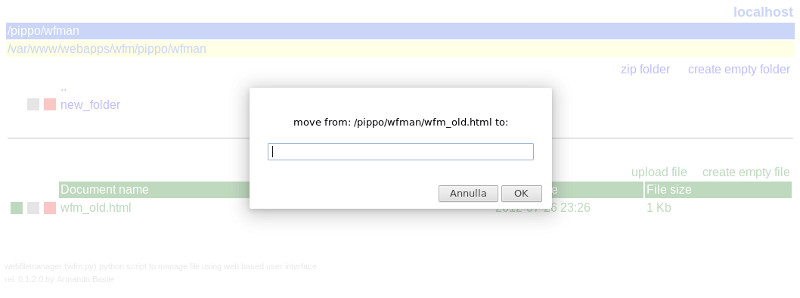 localhost
/pippo/wfman
/var/www/webapps/wfm/pippo/wfman
zip folder create empty folder
..
new_folder
move from: /pippo/wfman/wfm_old.html to:
Annulla OK
upload file create empty file
Document name File size
wfm_old.html 2012-07-26 23:26 1 Kb
webfilemanager (wfm.py) python script to manage file using web based user interface
rel. 0.1.2.0 by Armando Basile